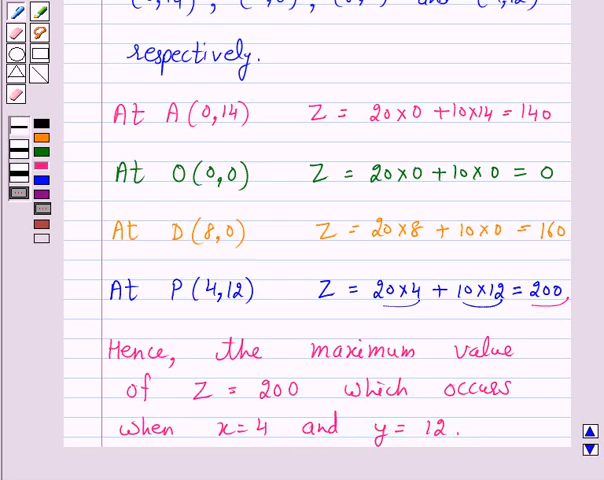 and
respectively.
At A (0,14) Z = 20×0 + 10×14 = 140
At O (0,0) Z = 20×0 + 10×0 = 0
At D (8,0) Z = 20×8 + 10×0 = 160
At P (4,12) Z = 20×4 + 10×12 = 200
Hence, the maximum value
of Z = 200 which occurs
when x=4 and y= 12.